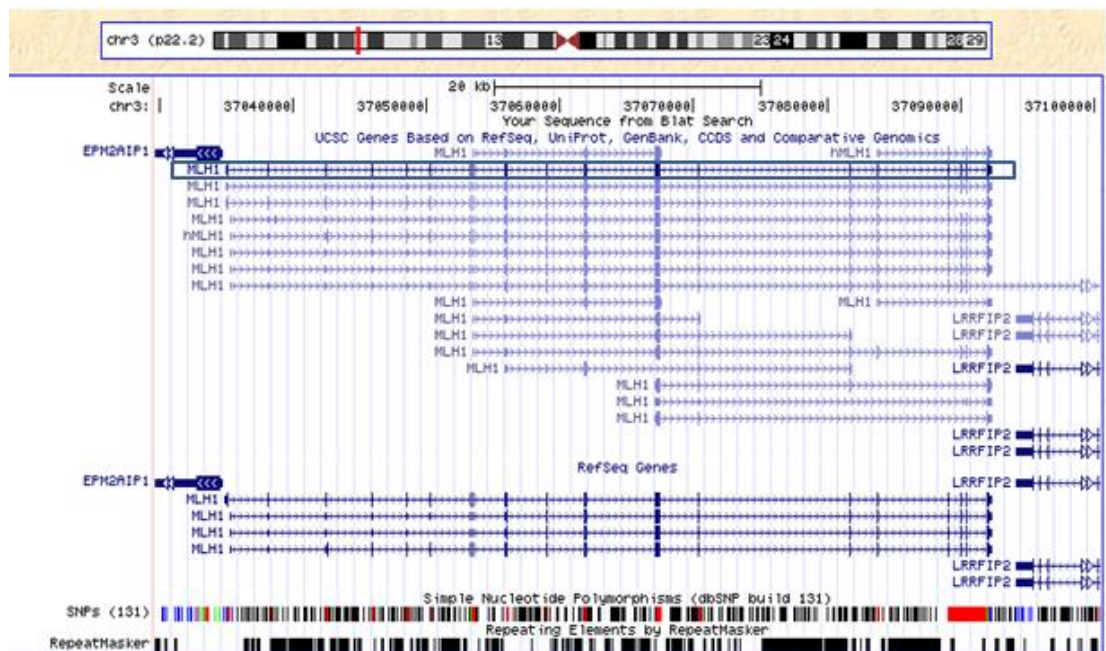 chr3 (p22.2) 13 23 24 26 29
Scale 20 kb
chr3: 37040000 37050000 37060000 37070000 37080000 37090000 37100000
Your Sequence from Blat Search
UCSC Genes Based on RefSeq, UniProt, GenBank, CCDS and Comparative Genomics
EPM2AIP1 MLH1 hMLH1
MLH1
MLH1
MLH1
MLH1
hMLH1
MLH1
MLH1
MLH1
MLH1 MLH1
MLH1 LRRFIP2
MLH1 LRRFIP2
MLH1
MLH1 LRRFIP2
MLH1
MLH1
MLH1
LRRFIP2
LRRFIP2
RefSeq Genes
EPM2AIP1 LRRFIP2
MLH1
MLH1
MLH1
MLH1
LRRFIP2
LRRFIP2
Simple Nucleotide Polymorphisms (dbSNP build 131)
SNPs (131)
Repeating Elements by RepeatMasker
RepeatMasker